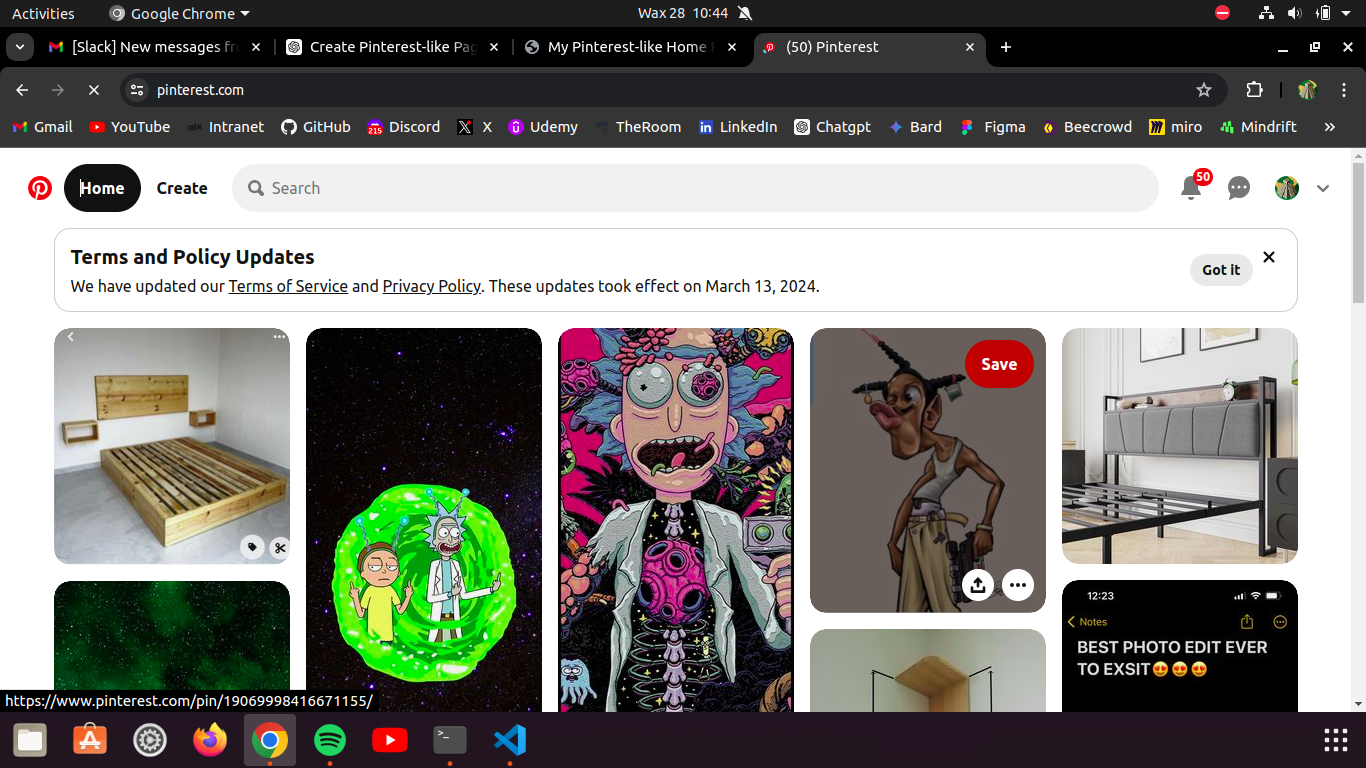 Activities
Google Chrome
Wax 28 10:44
[Slack] New messages fr
Create Pinterest-like Pag
My Pinterest-like Home P
(50) Pinterest
pinterest.com
Gmail
YouTube
Intranet
GitHub
215
Discord
X
Udemy
TheRoom
LinkedIn
Chatgpt
Bard
Figma
Beecrowd
miro
Mindrift
Home
Create
Search
50
Terms and Policy Updates
We have updated our Terms of Service and Privacy Policy. These updates took effect on March 13, 2024.
Got it
Save
12:23
Notes
BEST PHOTO EDIT EVER
TO EXSIT😍😍😍
https://www.pinterest.com/pin/19069998416671155/